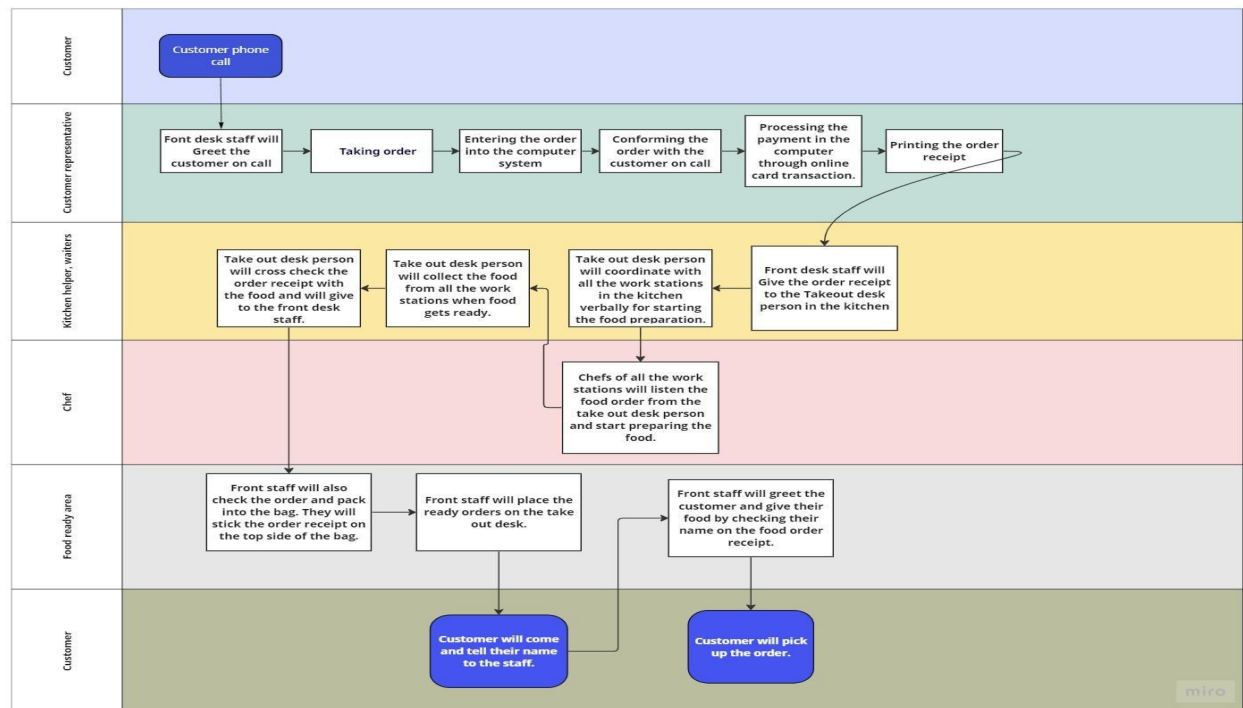 Customer
Customer phone
call
Customer representative
Font desk staff will
Greet the
customer on call
Taking order
Entering the order
into the computer
system
Conforming the
order with the
customer on call
Processing the
payment in the
computer
through online
card transaction.
Printing the order
receipt
Kitchen helper, waiters
Take out desk person
will cross check the
order receipt with
the food and will give
to the front desk
staff.
Take out desk person
will collect the food
from all the work
stations when food
gets ready.
Take out desk person
will coordinate with
all the work stations
in the kitchen
verbally for starting
the food preparation.
Front desk staff will
Give the order receipt
to the Takeout desk
person in the kitchen
Chef
Chefs of all the work
stations will listen the
food order from the
take out desk person
and start preparing the
food.
Food ready area
Front staff will also
check the order and pack
into the bag. They will
stick the order receipt on
the top side of the bag.
Front staff will place the
ready orders on the take
out desk.
Front staff will greet the
customer and give their
food by checking their
name on the food order
receipt.
Customer
Customer will come
and tell their name
to the staff.
Customer will pick
up the order.
miro